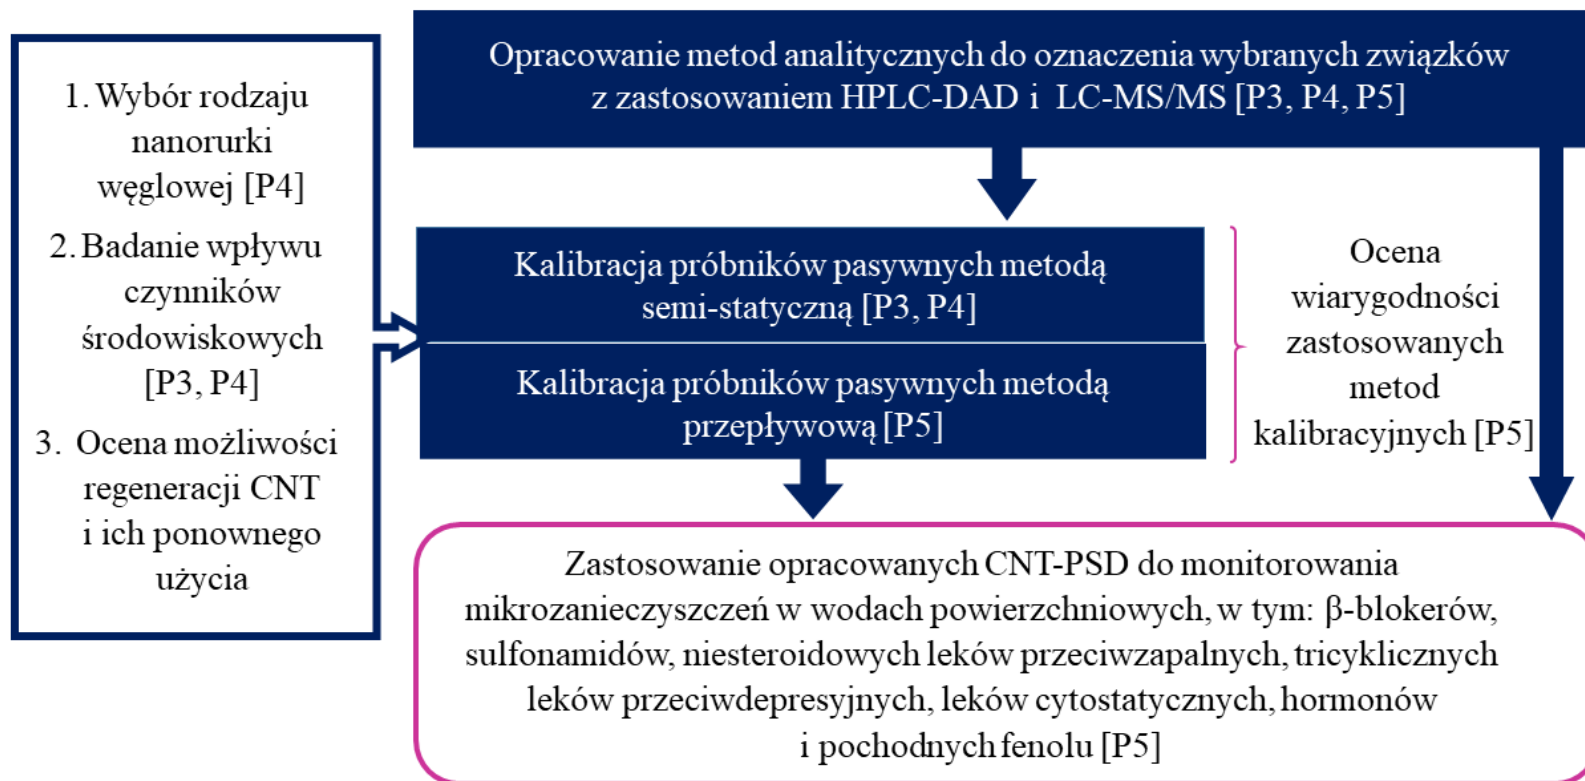 1. Wybór rodzaju
nanorurki
węglowej [P4]
2. Badanie wpływu
czynników
środowiskowych
[P3, P4]
3. Ocena możliwości
regeneracji CNT
i ich ponownego
użycia
Opracowanie metod analitycznych do oznaczenia wybranych związków
z zastosowaniem HPLC-DAD i LC-MS/MS [P3, P4, P5]
Kalibracja próbników pasywnych metodą
semi-statyczną [P3, P4]
Kalibracja próbników pasywnych metodą
przepływową [P5]
Ocena
wiarygodności
zastosowanych
metod
kalibracyjnych [P5]
Zastosowanie opracowanych CNT-PSD do monitorowania
mikrozanieczyszczeń w wodach powierzchniowych, w tym: β-blokerów,
sulfonamidów, niesteroidowych leków przeciwzapalnych, tricyklicznych
leków przeciwdepresyjnych, leków cytostatycznych, hormonów
i pochodnych fenolu [P5]